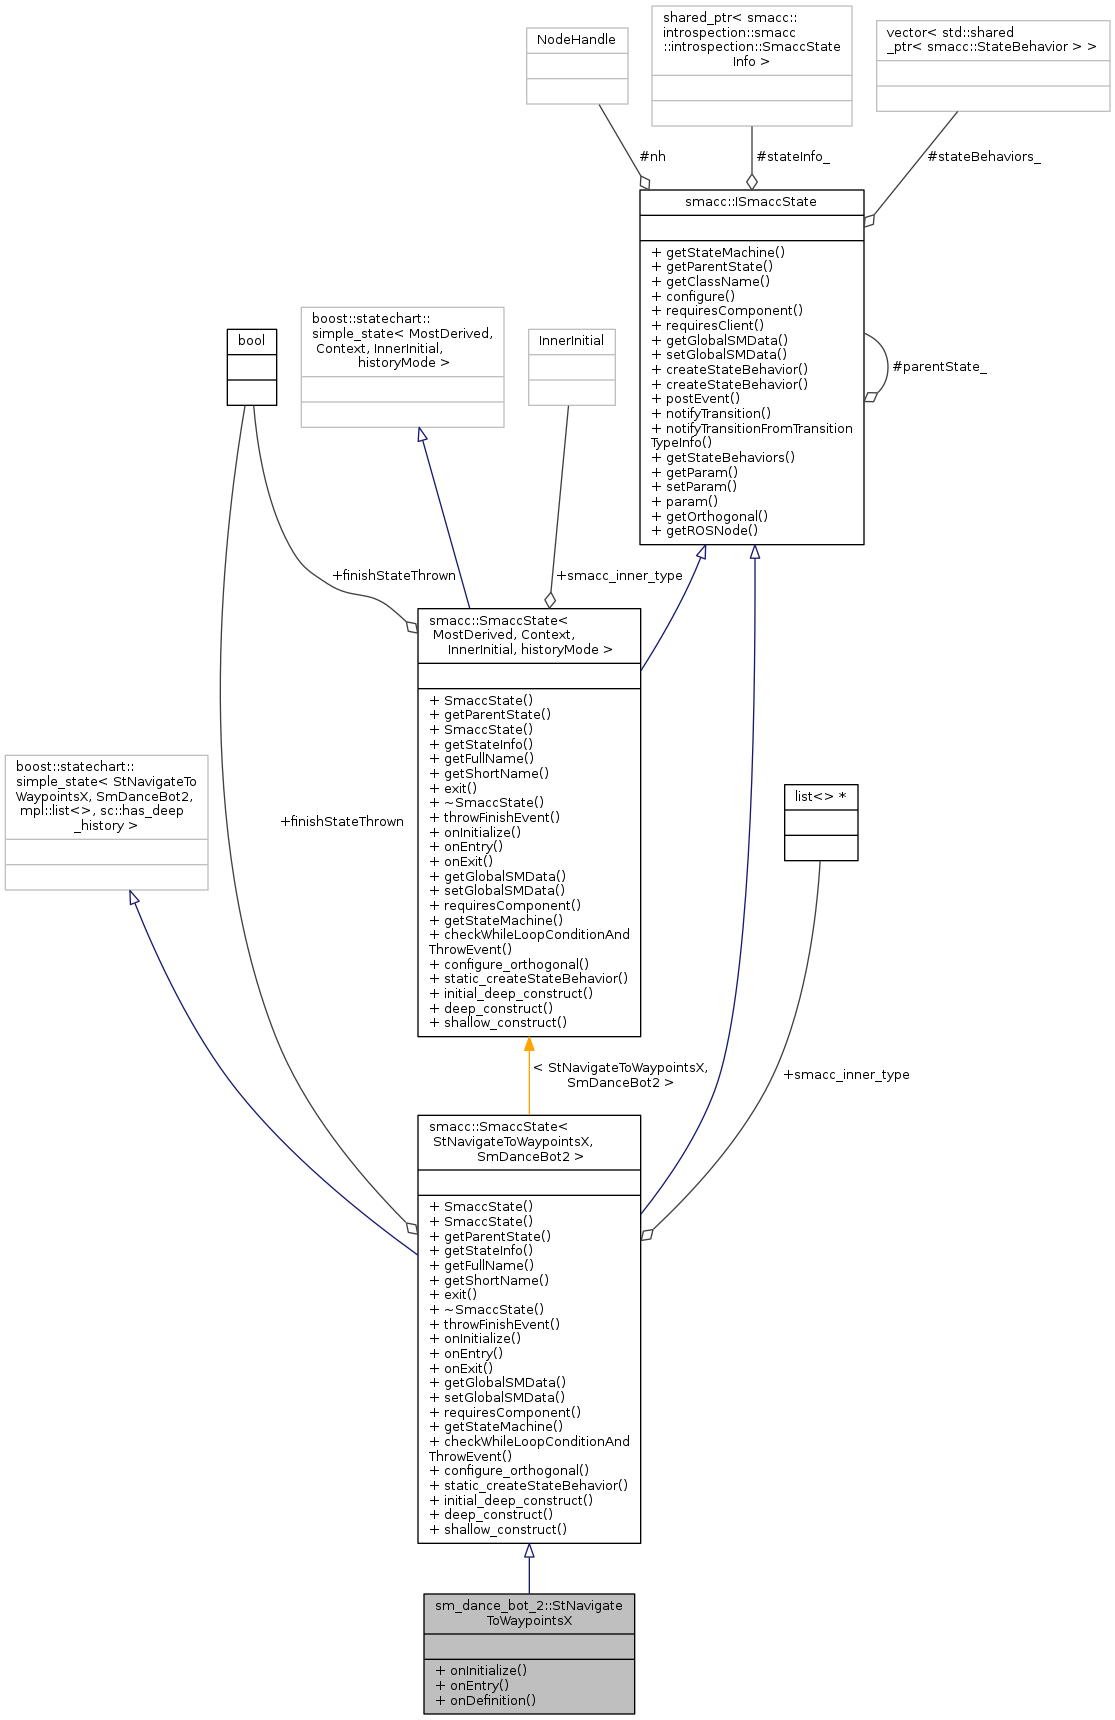 NodeHandle
shared_ptr< smacc::
introspection::smacc
::introspection::SmaccState
Info >
vector< std::shared
_ptr< smacc::StateBehavior > >
#nh
#stateInfo_
#stateBehaviors_
smacc::ISmaccState
+ getStateMachine()
+ getParentState()
+ getClassName()
+ configure()
+ requiresComponent()
+ requiresClient()
+ getGlobalSMData()
+ setGlobalSMData()
+ createStateBehavior()
+ createStateBehavior()
+ postEvent()
+ notifyTransition()
+ notifyTransitionFromTransition
TypeInfo()
+ getStateBehaviors()
+ getParam()
+ setParam()
+ param()
+ getOrthogonal()
+ getROSNode()
#parentState_
bool
boost::statechart::
simple_state< MostDerived,
Context, InnerInitial,
historyMode >
InnerInitial
+finishStateThrown
+smacc_inner_type
smacc::SmaccState<
MostDerived, Context,
InnerInitial, historyMode >
+ SmaccState()
+ getParentState()
+ SmaccState()
+ getStateInfo()
+ getFullName()
+ getShortName()
+ exit()
+ ~SmaccState()
+ throwFinishEvent()
+ onInitialize()
+ onEntry()
+ onExit()
+ getGlobalSMData()
+ setGlobalSMData()
+ requiresComponent()
+ getStateMachine()
+ checkWhileLoopConditionAnd
ThrowEvent()
+ configure_orthogonal()
+ static_createStateBehavior()
+ initial_deep_construct()
+ deep_construct()
+ shallow_construct()
boost::statechart::
simple_state< StNavigateTo
WaypointsX, SmDanceBot2,
mpl::list<>, sc::has_deep
_history >
+finishStateThrown
list<> *
< StNavigateToWaypointsX,
SmDanceBot2 >
+smacc_inner_type
smacc::SmaccState<
StNavigateToWaypointsX,
SmDanceBot2 >
+ SmaccState()
+ SmaccState()
+ getParentState()
+ getStateInfo()
+ getFullName()
+ getShortName()
+ exit()
+ ~SmaccState()
+ throwFinishEvent()
+ onInitialize()
+ onEntry()
+ onExit()
+ getGlobalSMData()
+ setGlobalSMData()
+ requiresComponent()
+ getStateMachine()
+ checkWhileLoopConditionAnd
ThrowEvent()
+ configure_orthogonal()
+ static_createStateBehavior()
+ initial_deep_construct()
+ deep_construct()
+ shallow_construct()
sm_dance_bot_2::StNavigate
ToWaypointsX
+ onInitialize()
+ onEntry()
+ onDefinition()